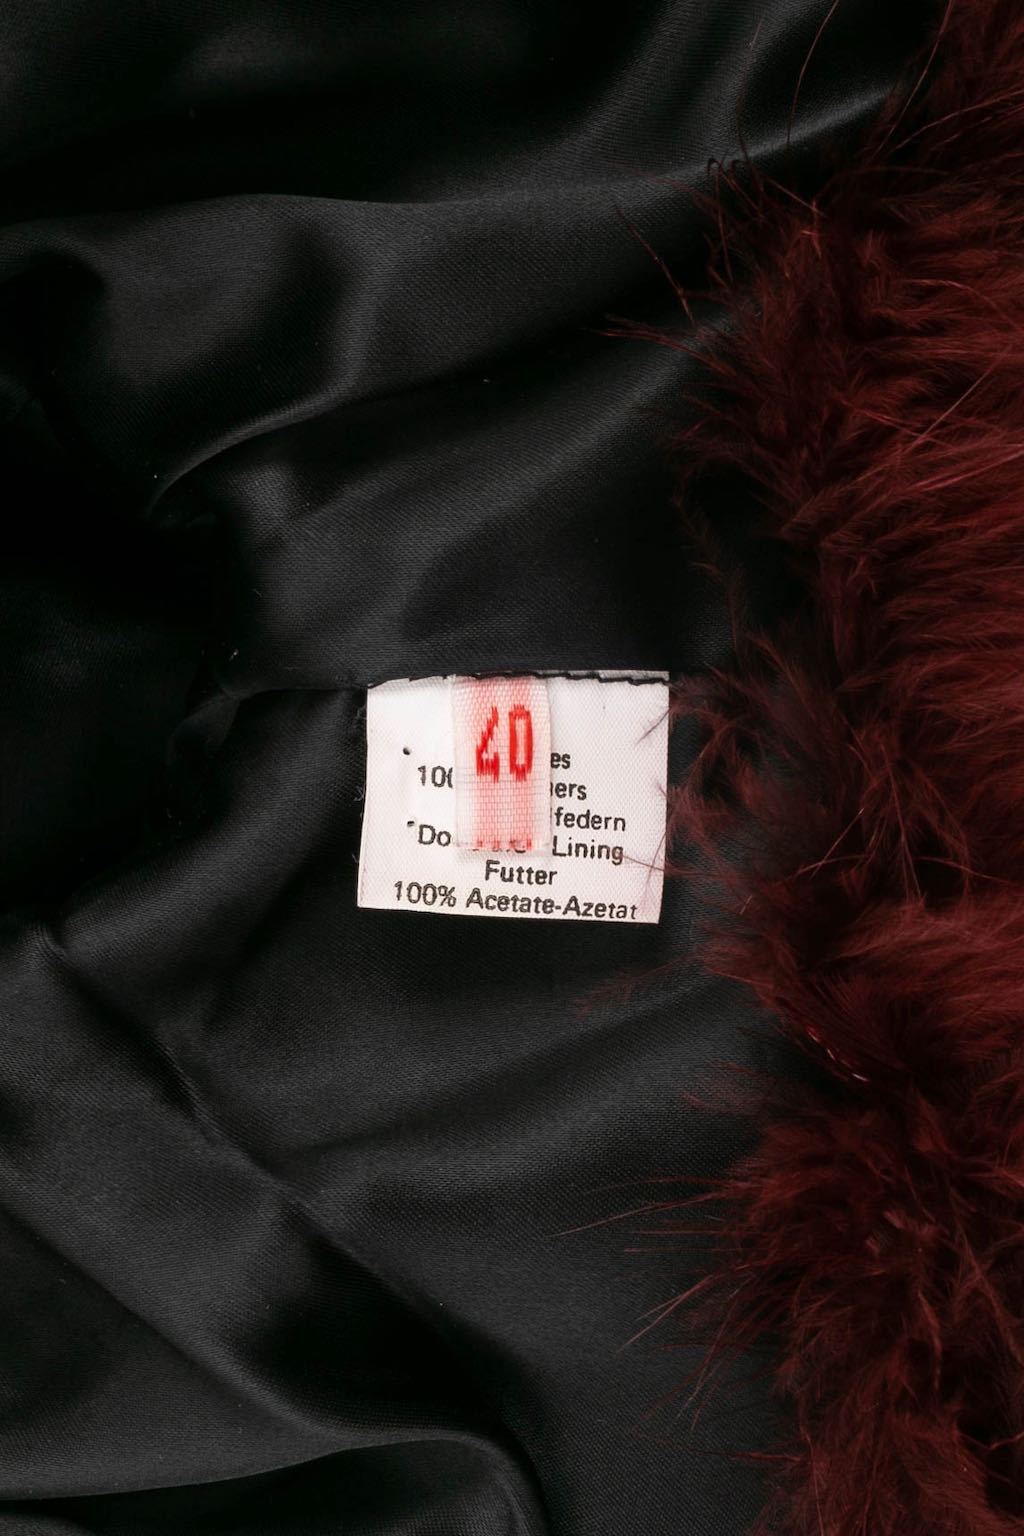 40
es
100
ers
federn
Do Lining
Futter
100% Acetate-Azetat